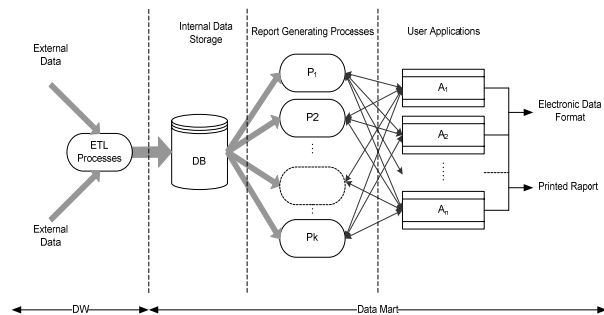 Internal Data
Storage
Report Generating Processes
User Applications
External
Data
ETL
Processes
External
Data
DB
P1
P2
Pk
A1
A2
An
Electronic Data
Format
Printed Raport
DW
Data Mart